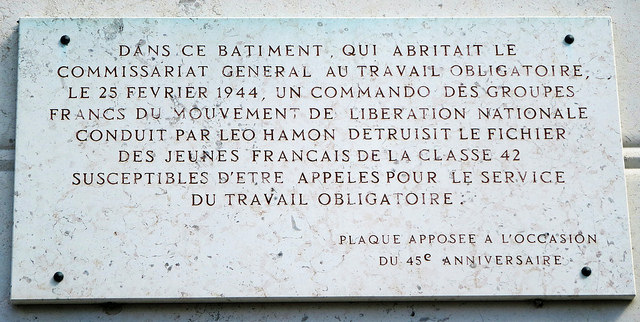 DANS CE BATIMENT, QUI ABRITAIT LE
COMMISSARIAT GENERAL AU TRAVAIL OBLIGATOIRE,
LE 25 FEVRIER 1944, UN COMMANDO DES GROUPES
FRANCS DU MOUVEMENT DE LIBERATION NATIONALE
CONDUIT PAR LEO HAMON DETRUISIT LE FICHIER
DES JEUNES FRANCAIS DE LA CLASSE 42
SUSCEPTIBLES D'ETRE APPELES POUR LE SERVICE
DU TRAVAIL OBLIGATOIRE.
PLAQUE APPOSEE A L'OCCASION
DU 45e ANNIVERSAIRE